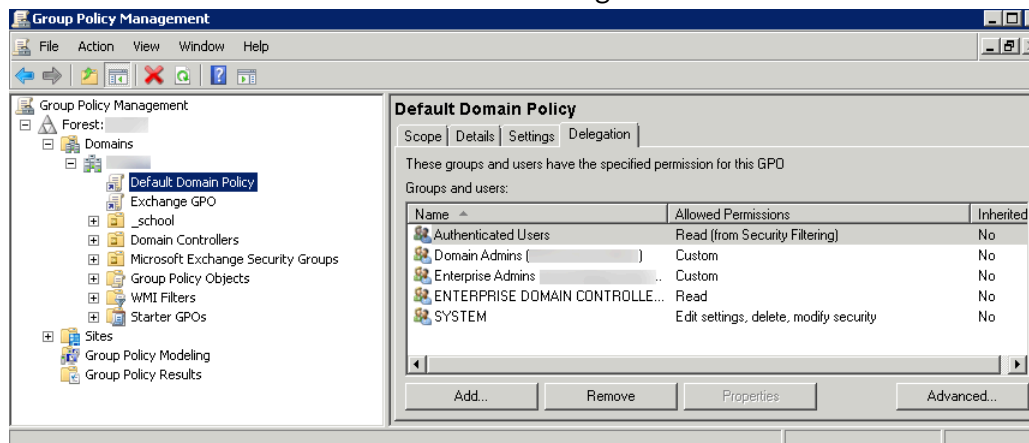 Group Policy Management
File Action View Window Help
Group Policy Management
Forest:
Domains
Default Domain Policy
Exchange GPO
_school
Domain Controllers
Microsoft Exchange Security Groups
Group Policy Objects
WMI Filters
Starter GPOs
Sites
Group Policy Modeling
Group Policy Results
Default Domain Policy
Scope Details Settings Delegation
These groups and users have the specified permission for this GPO
Groups and users:
Name Allowed Permissions Inherited
Authenticated Users Read (from Security Filtering) No
Domain Admins ( ) Custom No
Enterprise Admins .. Custom No
ENTERPRISE DOMAIN CONTROLLE... Read No
SYSTEM Edit settings, delete, modify security No
Add... Remove Properties Advanced...